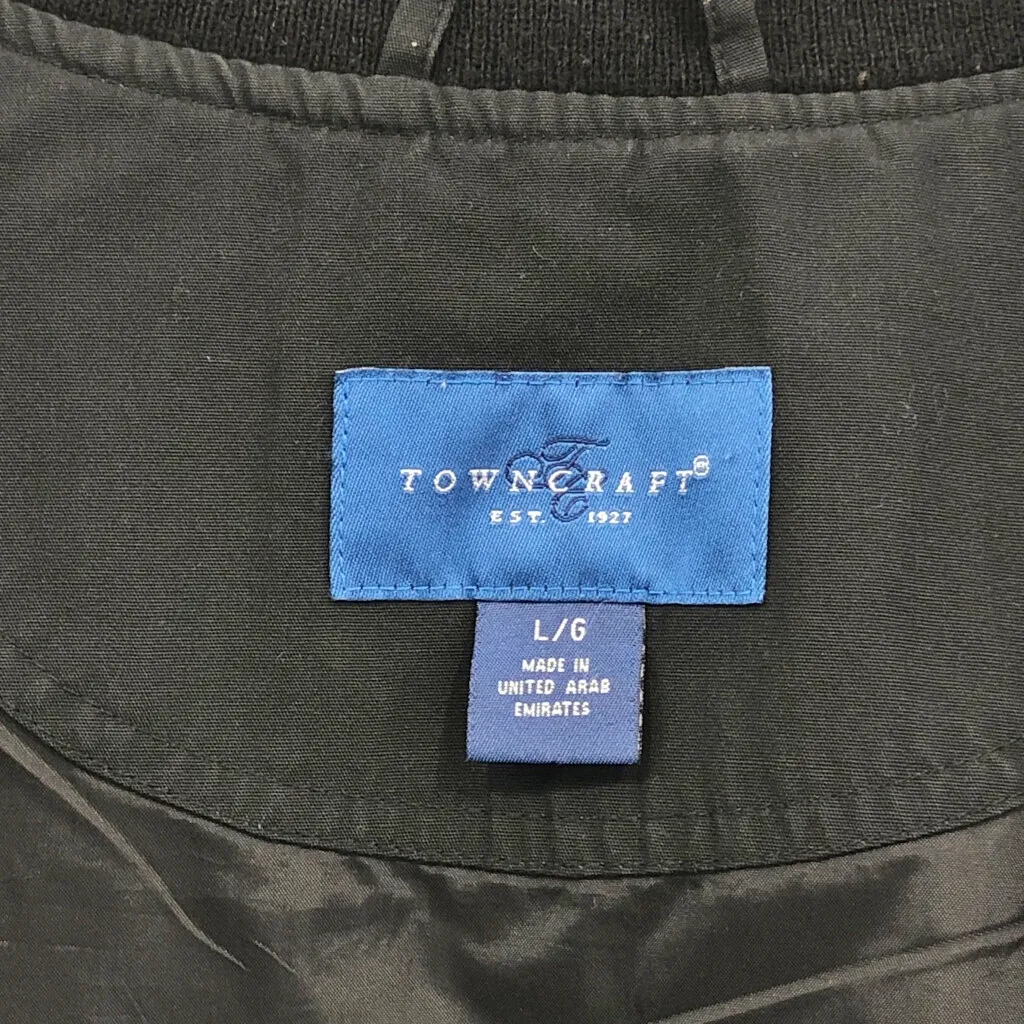 TOWNCRAFT®
EST. 1927
L/G
MADE IN
UNITED ARAB
EMIRATES